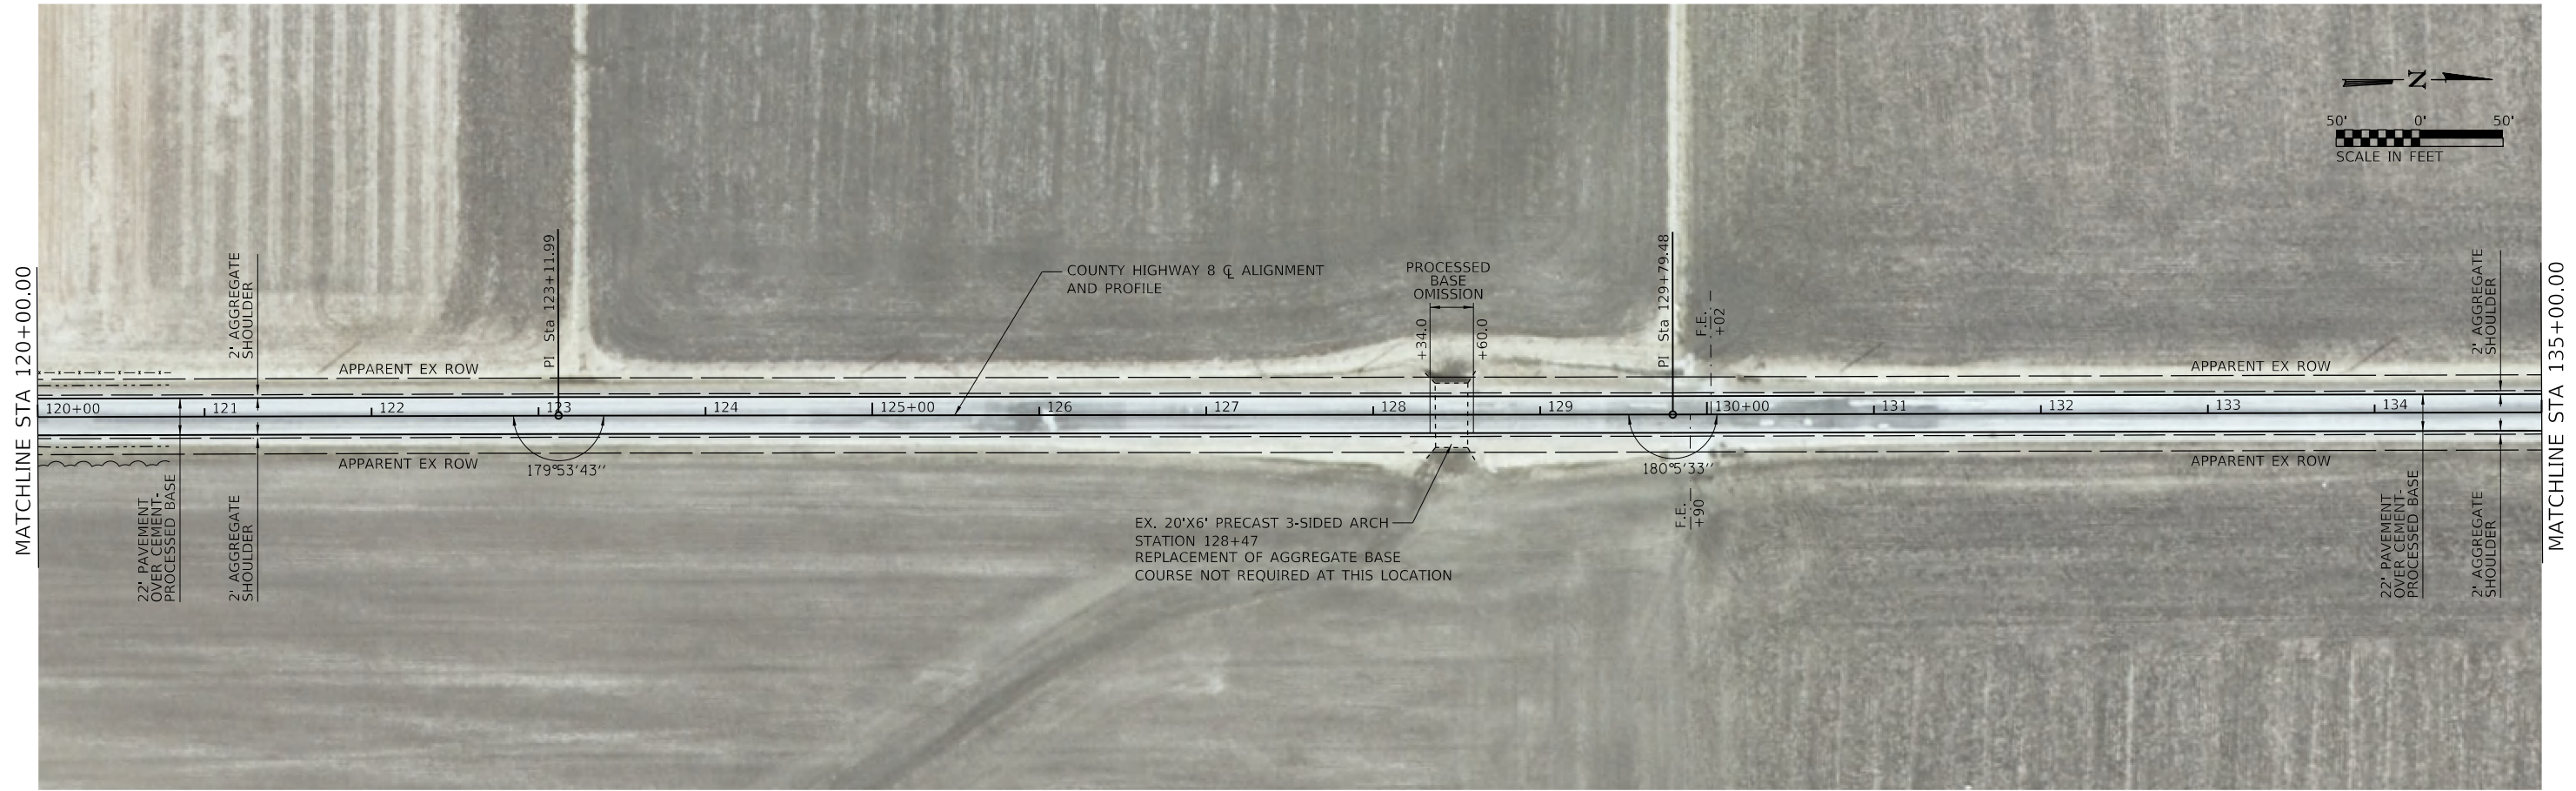 MATCHLINE STA 120+00.00
N
50' 0' 50'
SCALE IN FEET
2' AGGREGATE
SHOULDER
PI Sta 123+11.99
COUNTY HIGHWAY 8 ℄ ALIGNMENT
AND PROFILE
PROCESSED
BASE
OMISSION
+34.0
+60.0
PI Sta 129+79.48
F.E.
+02
2' AGGREGATE
SHOULDER
MATCHLINE STA 135+00.00
APPARENT EX ROW
APPARENT EX ROW
120+00 121 122 123 124 125+00 126 127 128 129 130+00 131 132 133 134
APPARENT EX ROW
APPARENT EX ROW
179°53'43''
180°5'33''
22' PAVEMENT
OVER CEMENT-
PROCESSED BASE
2' AGGREGATE
SHOULDER
EX. 20'X6' PRECAST 3-SIDED ARCH
STATION 128+47
REPLACEMENT OF AGGREGATE BASE
COURSE NOT REQUIRED AT THIS LOCATION
F.E.
+90
22' PAVEMENT
OVER CEMENT-
PROCESSED BASE
2' AGGREGATE
SHOULDER